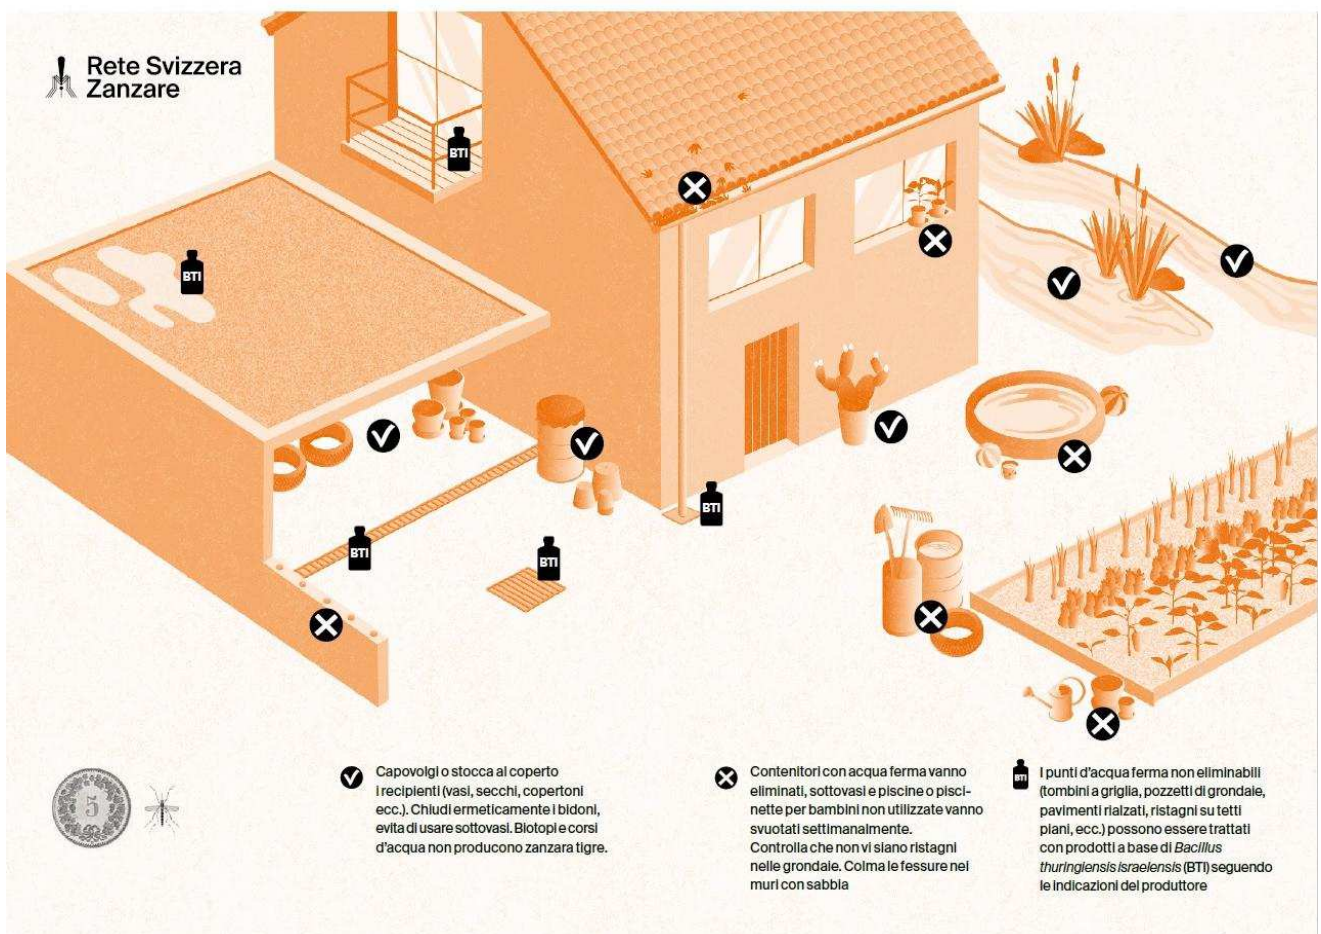 Rete Svizzera
Zanzare
BTI
BTI
BTI
BTI
BTI
5
Capovolgi o stocca al coperto
i recipienti (vasi, secchi, copertoni
ecc.). Chiudi ermeticamente i bidoni,
evita di usare sottovasi. Biotopi e corsi
d'acqua non producono zanzara tigre.
Contenitori con acqua ferma vanno
eliminati, sottovasi e piscine o pisci-
nette per bambini non utilizzate vanno
svuotati settimanalmente.
Controlla che non vi siano ristagni
nelle grondaie. Colma le fessure nei
muri con sabbia
BTI
I punti d'acqua ferma non eliminabili
(tombini a griglia, pozzetti di grondaie,
pavimenti rialzati, ristagni su tetti
piani, ecc.) possono essere trattati
con prodotti a base di Bacillus
thuringiensis israelensis (BTI) seguendo
le indicazioni del produttore